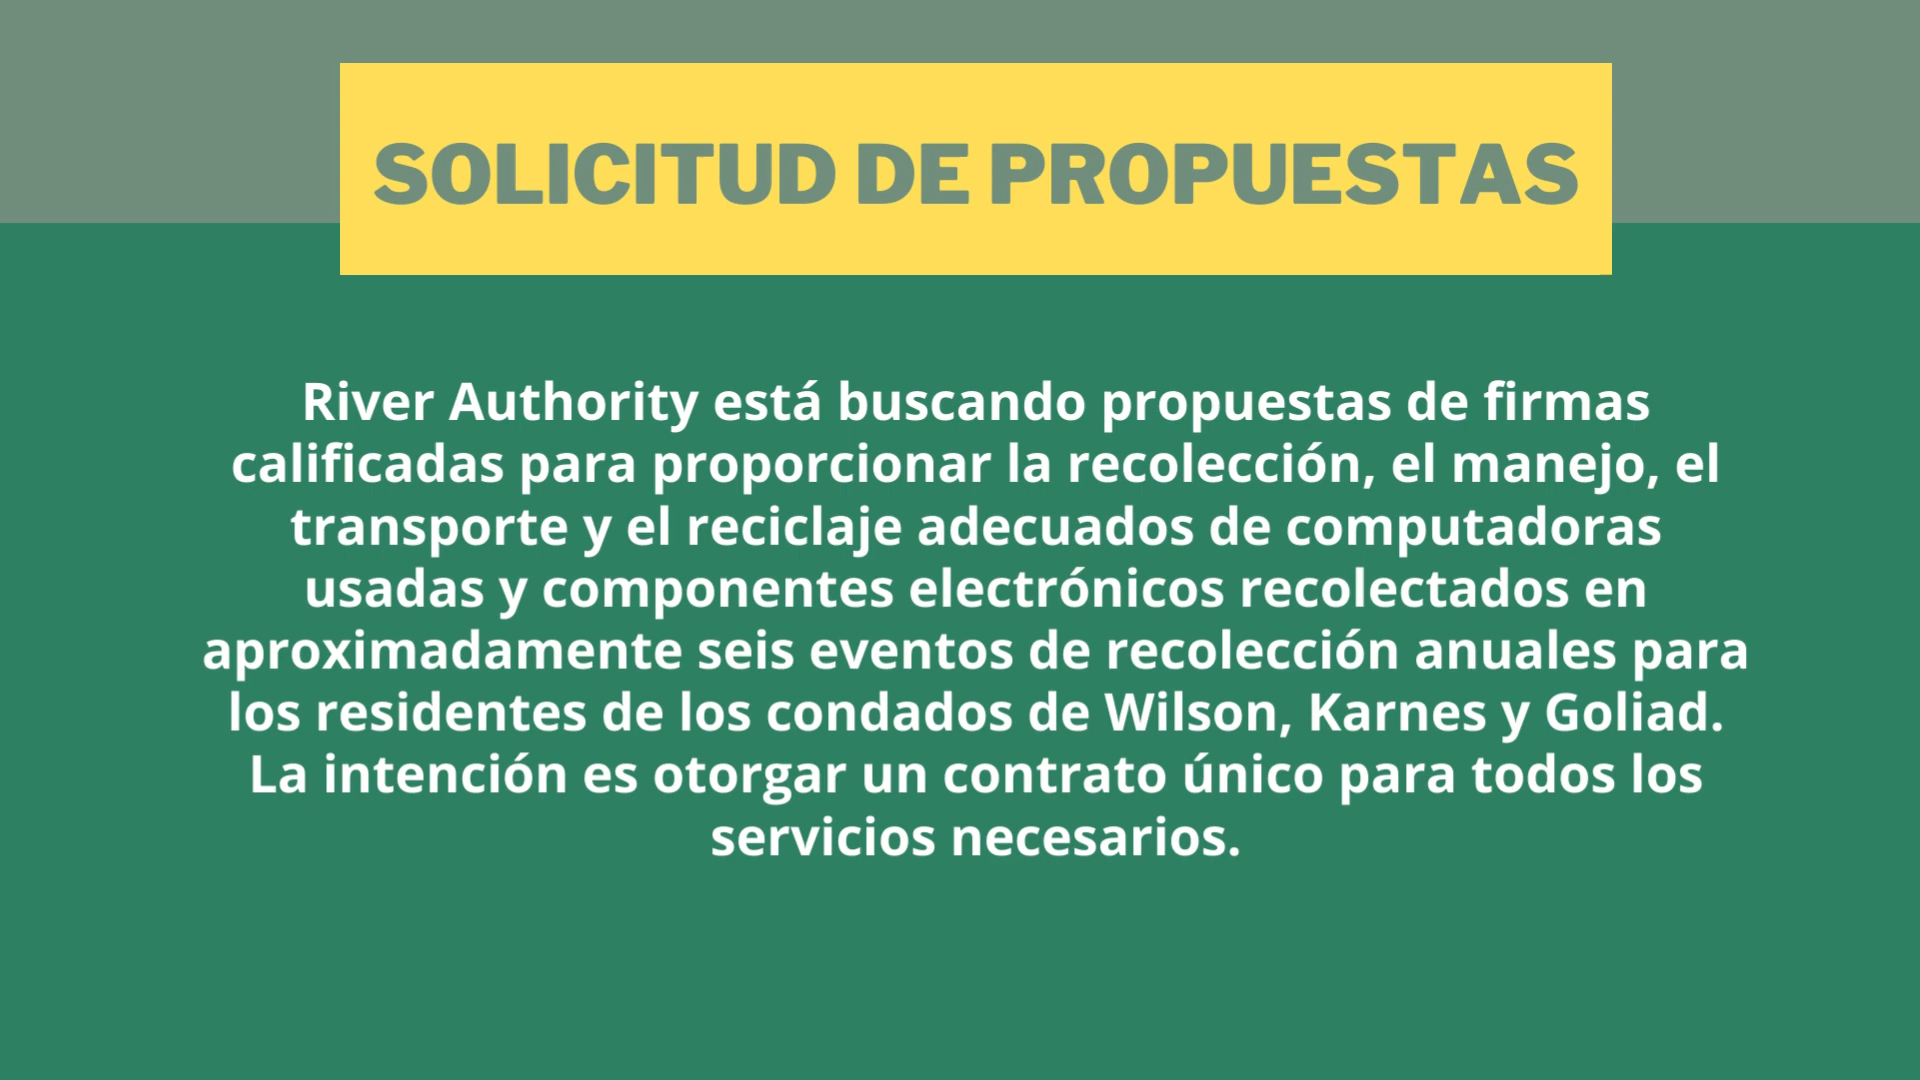 SOLICITUD DE PROPUESTAS
River Authority está buscando propuestas de firmas
calificadas para proporcionar la recolección, el manejo, el
transporte y el reciclaje adecuados de computadoras
usadas y componentes electrónicos recolectados en
aproximadamente seis eventos de recolección anuales para
los residentes de los condados de Wilson, Karnes y Goliad.
La intención es otorgar un contrato único para todos los
servicios necesarios.